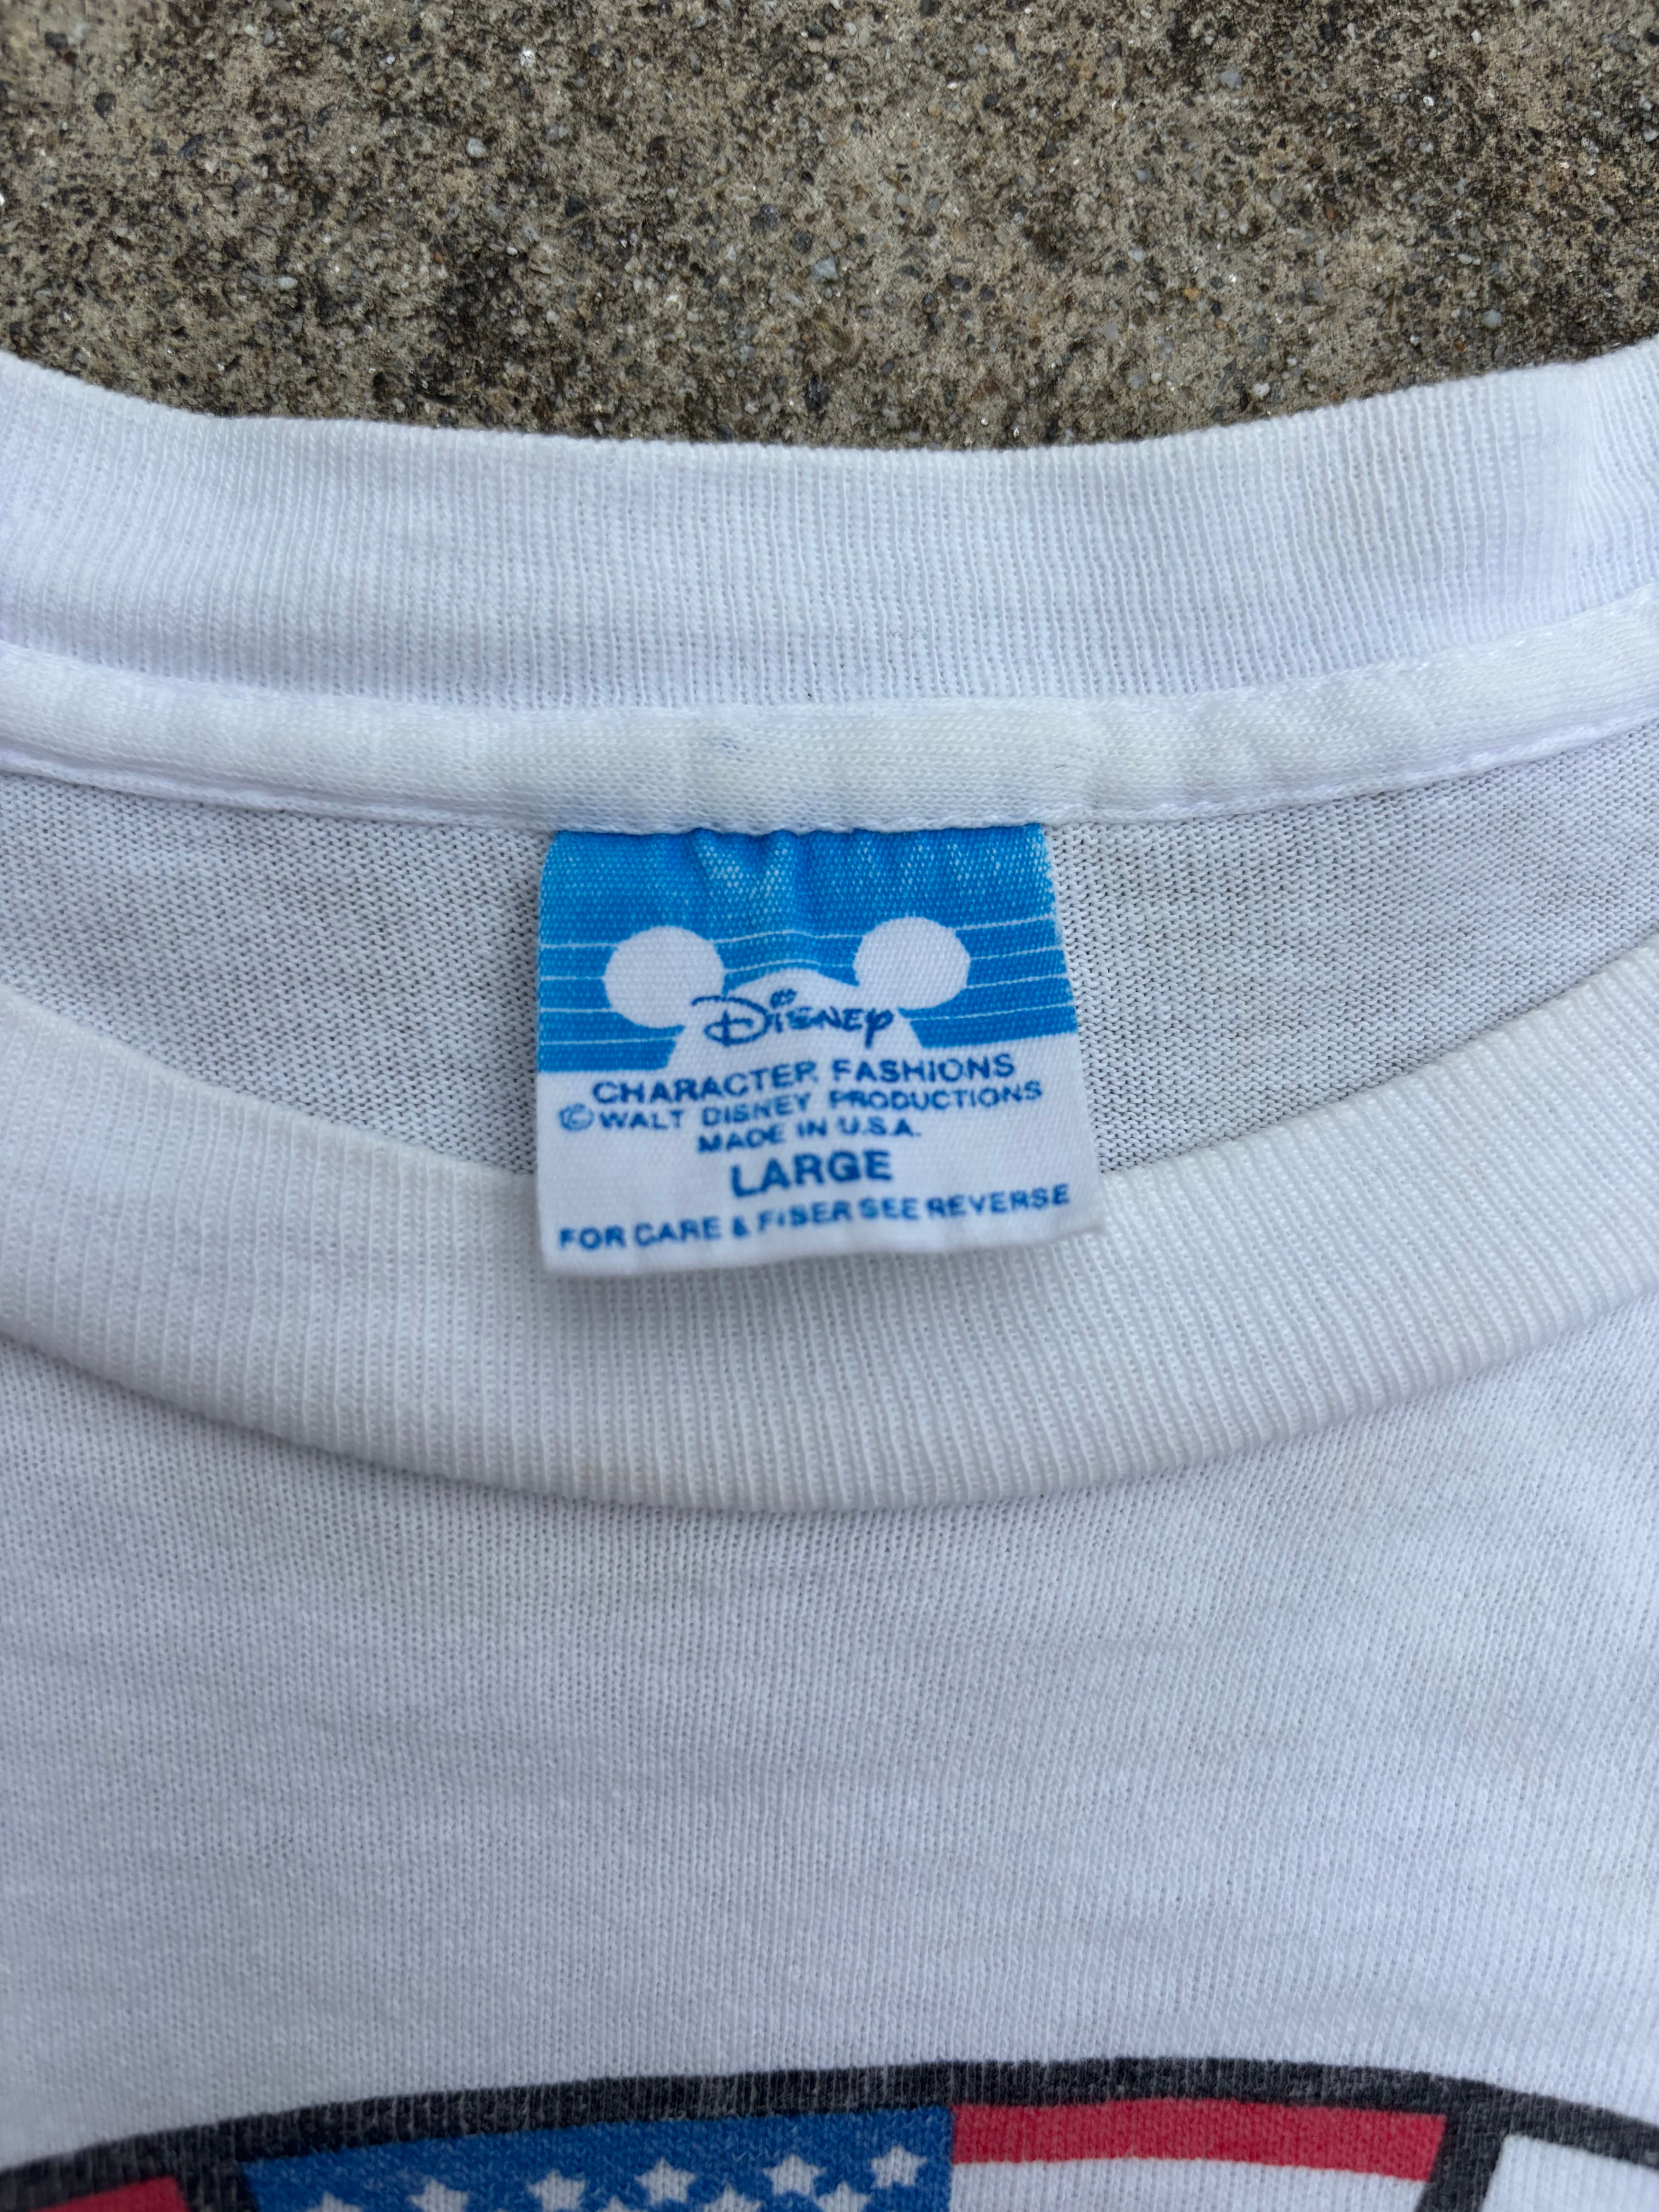 © Disney
CHARACTER FASHIONS
© WALT DISNEY PRODUCTIONS
MADE IN U.S.A.
LARGE
FOR CARE & FIBER SEE REVERSE